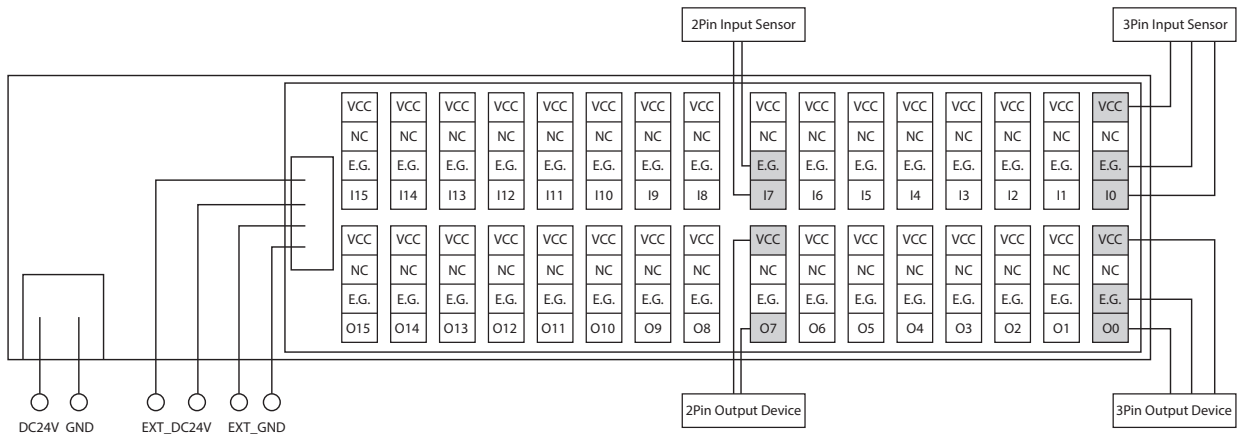 2Pin Input Sensor 3Pin Input Sensor
VCC VCC VCC VCC VCC VCC VCC VCC VCC VCC VCC VCC VCC VCC VCC VCC
NC NC NC NC NC NC NC NC NC NC NC NC NC NC NC NC
E.G. E.G. E.G. E.G. E.G. E.G. E.G. E.G. E.G. E.G. E.G. E.G. E.G. E.G. E.G. E.G.
I15 I14 I13 I12 I11 I10 I9 I8 I7 I6 I5 I4 I3 I2 I1 I0
VCC VCC VCC VCC VCC VCC VCC VCC VCC VCC VCC VCC VCC VCC VCC VCC
NC NC NC NC NC NC NC NC NC NC NC NC NC NC NC NC
E.G. E.G. E.G. E.G. E.G. E.G. E.G. E.G. E.G. E.G. E.G. E.G. E.G. E.G. E.G. E.G.
O15 O14 O13 O12 O11 O10 O9 O8 O7 O6 O5 O4 O3 O2 O1 O0
2Pin Output Device 3Pin Output Device
DC24V GND EXT_DC24V EXT_GND